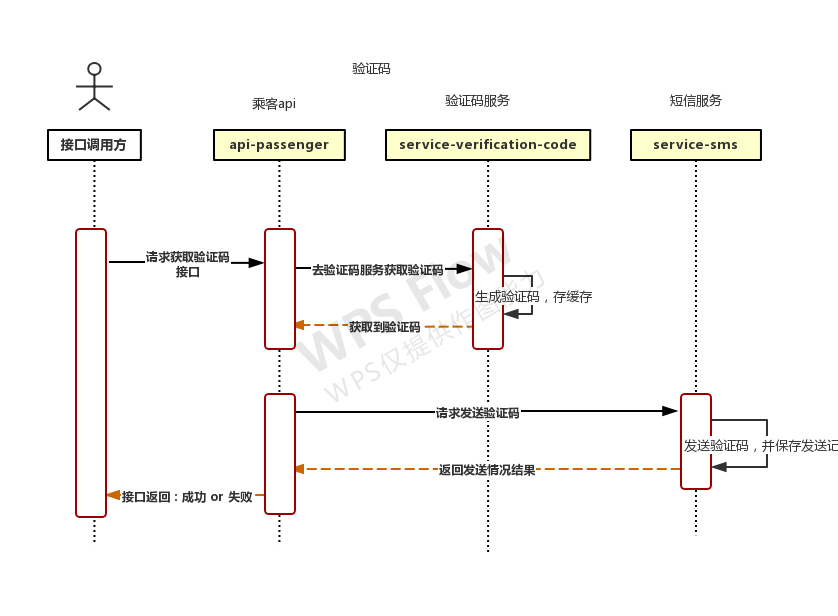 验证码
乘客api
验证码服务
短信服务
接口调用方
api-passenger
service-verification-code
service-sms
请求获取验证码
接口
去验证码服务获取验证码
生成验证码，存缓存
获取到验证码
WPS Flow
WPS仅提供作图能力
请求发送验证码
发送验证码，并保存发送记
返回发送情况结果
接口返回：成功 or 失败